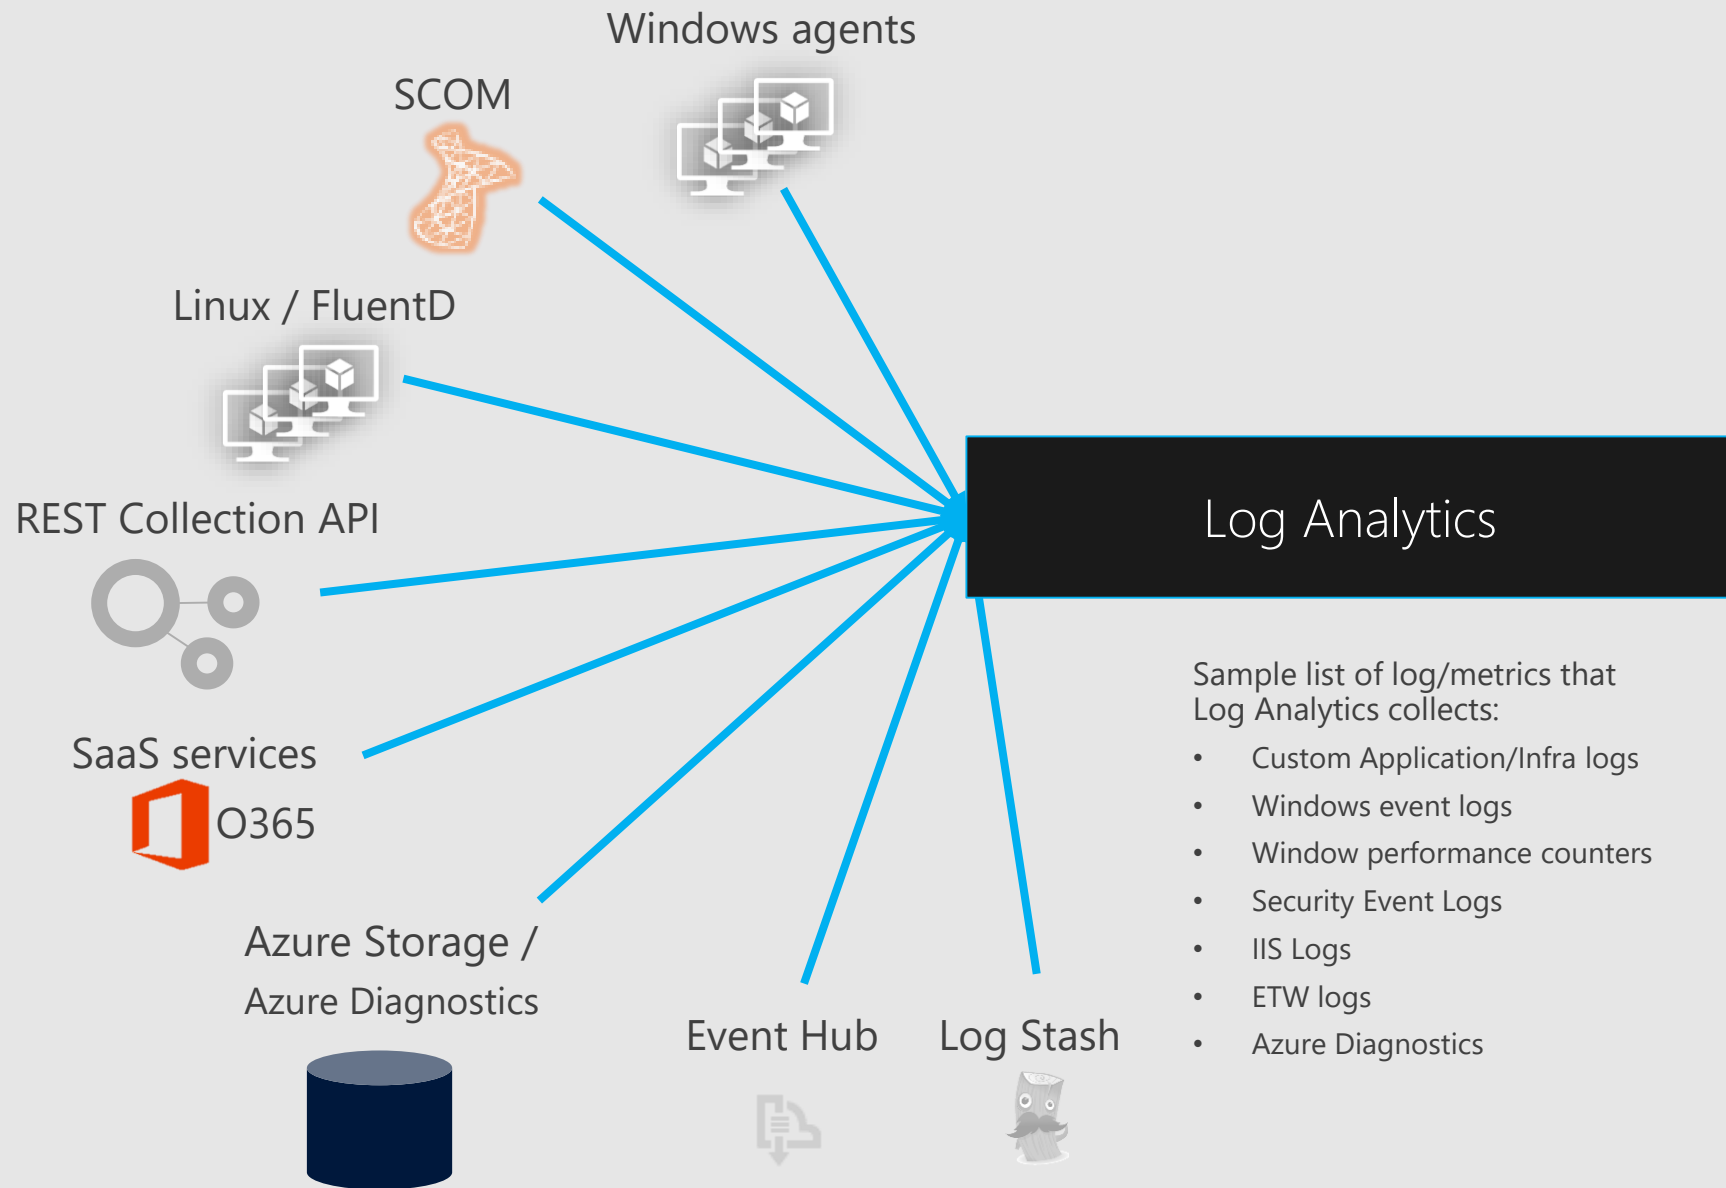 Windows agents
SCOM
Linux / FluentD
REST Collection API
SaaS services
O365
Azure Storage /
Azure Diagnostics
Event Hub
Log Stash
Log Analytics
Sample list of log/metrics that
Log Analytics collects:
• Custom Application/Infra logs
• Windows event logs
• Window performance counters
• Security Event Logs
• IIS Logs
• ETW logs
• Azure Diagnostics